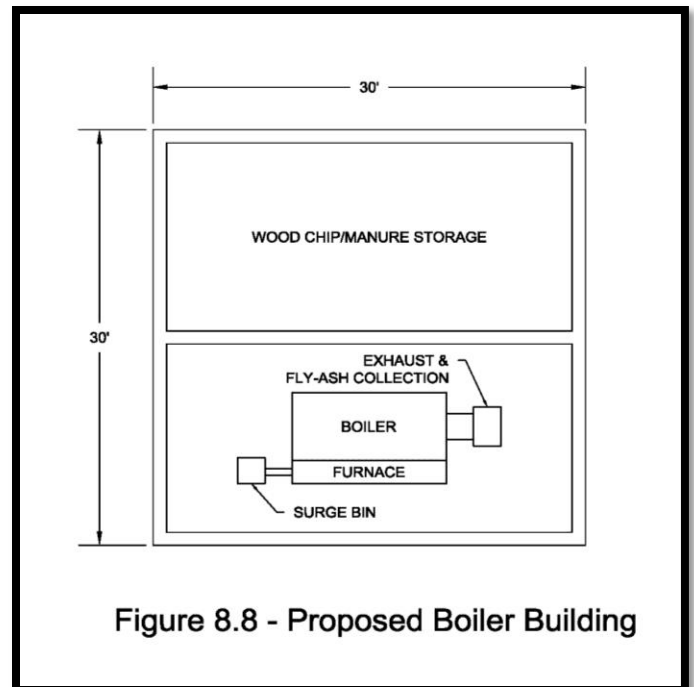 30'
WOOD CHIP/MANURE STORAGE
30'
EXHAUST &
FLY-ASH COLLECTION
BOILER
FURNACE
SURGE BIN
Figure 8.8 - Proposed Boiler Building